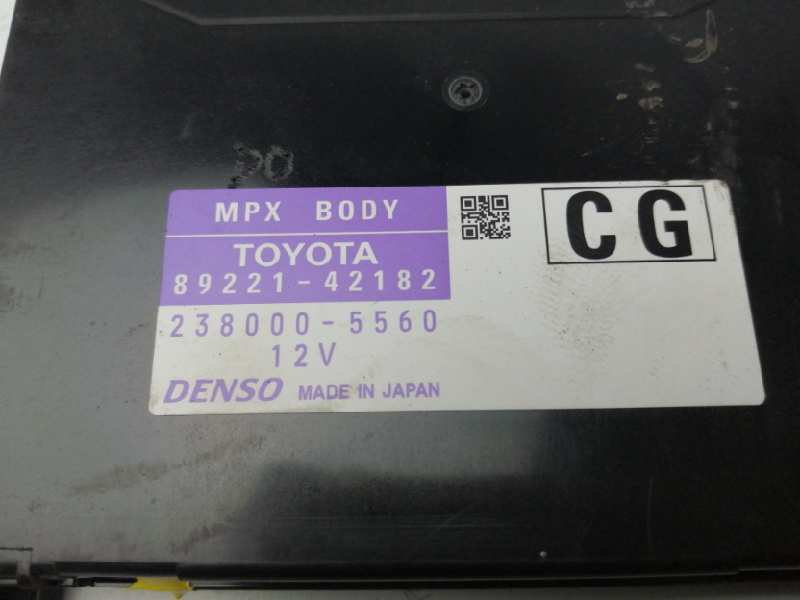 MPX BODY
CG
TOYOTA
89221-42182
238000-5560
12V
DENSO MADE IN JAPAN